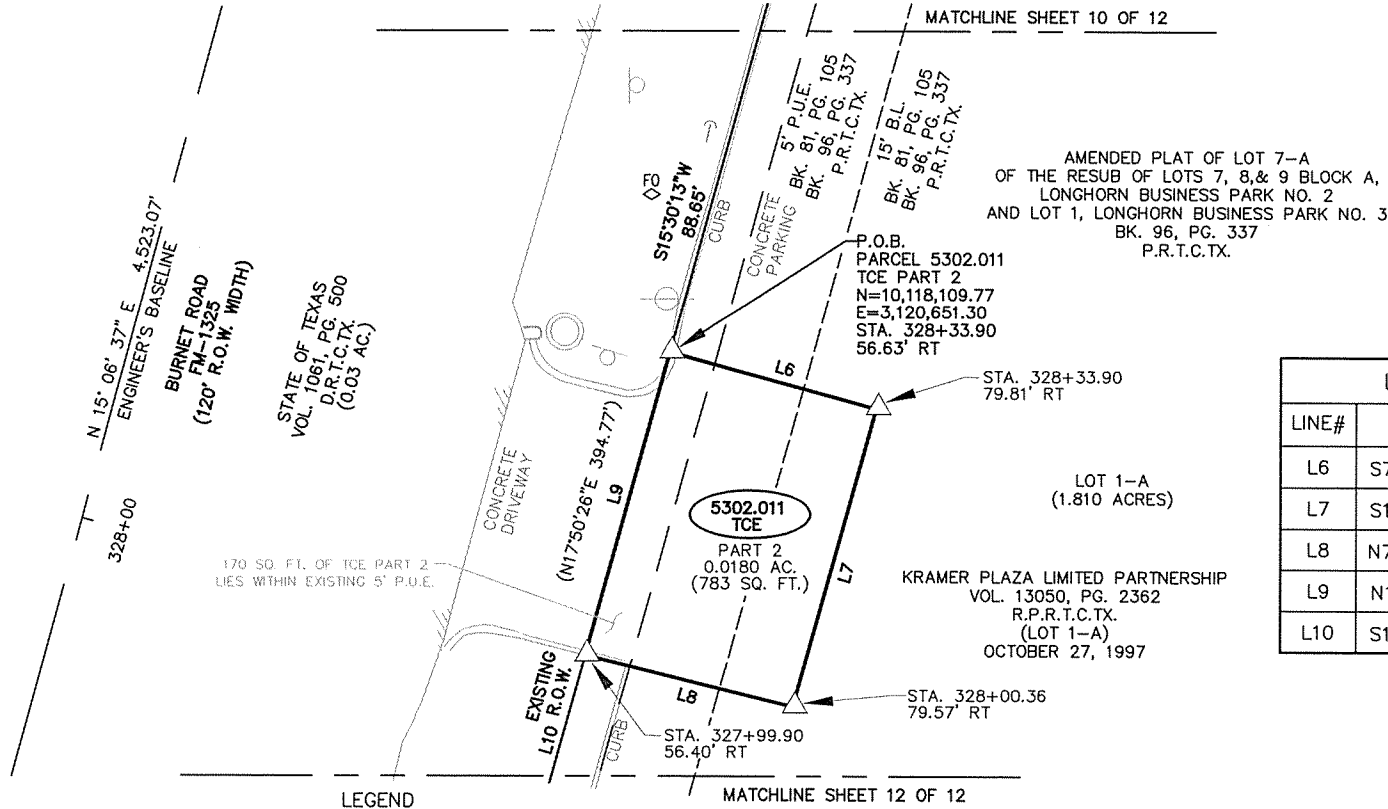 MATCHLINE SHEET 10 OF 12
N 15° 06' 37" E 4,523.07'
ENGINEER'S BASELINE
BURNET ROAD
FM-1325
(120' R.O.W. WIDTH)
STATE OF TEXAS
VOL. 1061, PG. 500
D.R.T.C.TX.
(0.03 AC.)
328+00
FO
S15°30'13"W
88.65'
CURB
CONCRETE
PARKING
5' P.U.E.
BK. 81, PG. 105
BK. 96, PG. 337
P.R.T.C.TX.
15' B.L.
BK. 81, PG. 105
BK. 96, PG. 337
P.R.T.C.TX.
AMENDED PLAT OF LOT 7-A
OF THE RESUB OF LOTS 7, 8,& 9 BLOCK A,
LONGHORN BUSINESS PARK NO. 2
AND LOT 1, LONGHORN BUSINESS PARK NO. 3
BK. 96, PG. 337
P.R.T.C.TX.
P.O.B.
PARCEL 5302.011
TCE PART 2
N=10,118,109.77
E=3,120,651.30
STA. 328+33.90
56.63' RT
L6
STA. 328+33.90
79.81' RT
CONCRETE
DRIVEWAY
(N17°50'26"E 394.77')
L9
5302.011
TCE
PART 2
0.0180 AC.
(783 SQ. FT.)
L7
LOT 1-A
(1.810 ACRES)
170 SQ. FT. OF TCE PART 2
LIES WITHIN EXISTING 5' P.U.E.
KRAMER PLAZA LIMITED PARTNERSHIP
VOL. 13050, PG. 2362
R.P.R.T.C.TX.
(LOT 1-A)
OCTOBER 27, 1997
L8
STA. 328+00.36
79.57' RT
EXISTING
L10 R.O.W.
CURB
STA. 327+99.90
56.40' RT
LEGEND
MATCHLINE SHEET 12 OF 12
L
LINE#
L6 S7
L7 S1
L8 N7
L9 N1
L10 S1